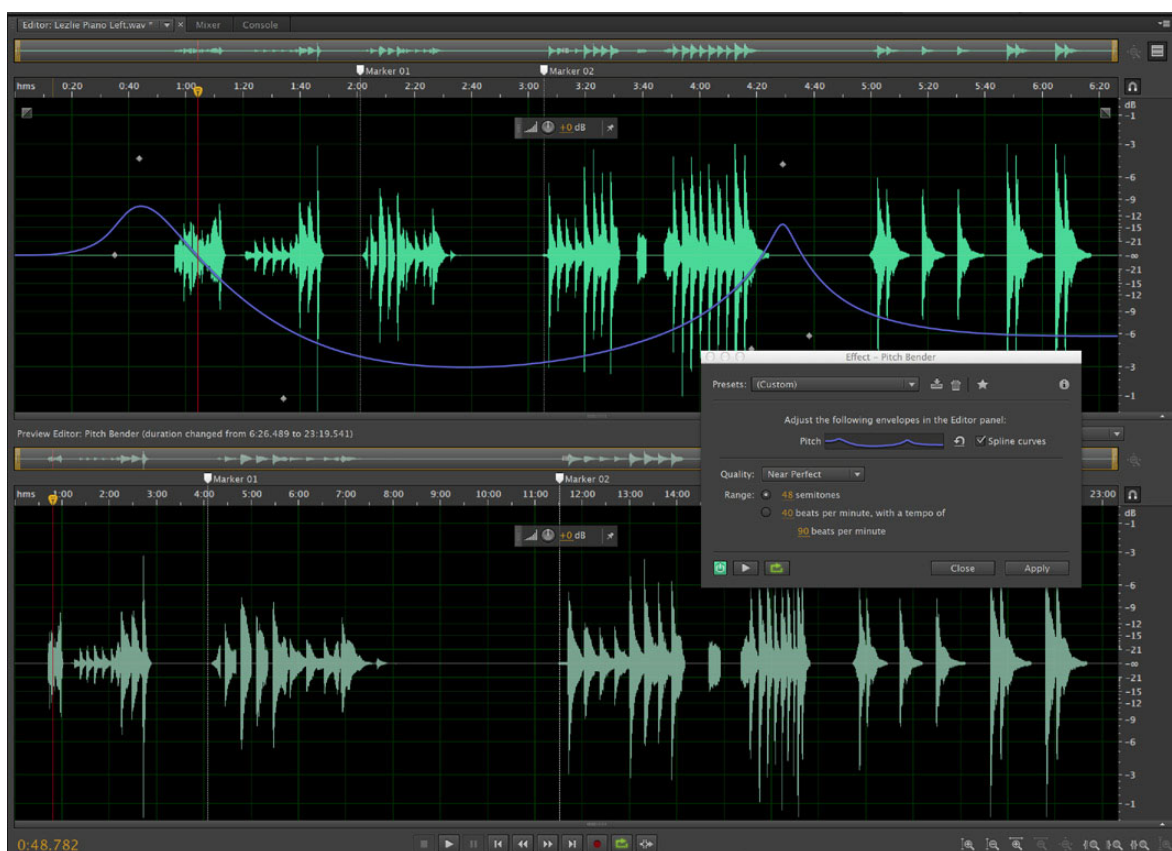 Editor: Lezlie Piano Left.wav * Mixer Console
Marker 01 Marker 02
hms 0:20 0:40 1:00 1:20 1:40 2:00 2:20 2:40 3:00 3:20 3:40 4:00 4:20 4:40 5:00 5:20 5:40 6:00 6:20
dB
+0 dB
-1
-3
-6
-9
-12
-15
-21
-∞
-21
-15
-12
-9
-6
-3
-1
Effect – Pitch Bender
Presets: (Custom)
Adjust the following envelopes in the Editor panel:
Pitch Spline curves
Quality: Near Perfect
Range: 48 semitones
40 beats per minute, with a tempo of
90 beats per minute
Close Apply
Preview Editor: Pitch Bender (duration changed from 6:26.489 to 23:19.541)
Marker 01 Marker 02
hms 1:00 2:00 3:00 4:00 5:00 6:00 7:00 8:00 9:00 10:00 11:00 12:00 13:00 14:00 23:00
dB
+0 dB
-1
-3
-6
-9
-12
-15
-21
-∞
-21
-15
-12
-9
-6
-3
-1
0:48.782